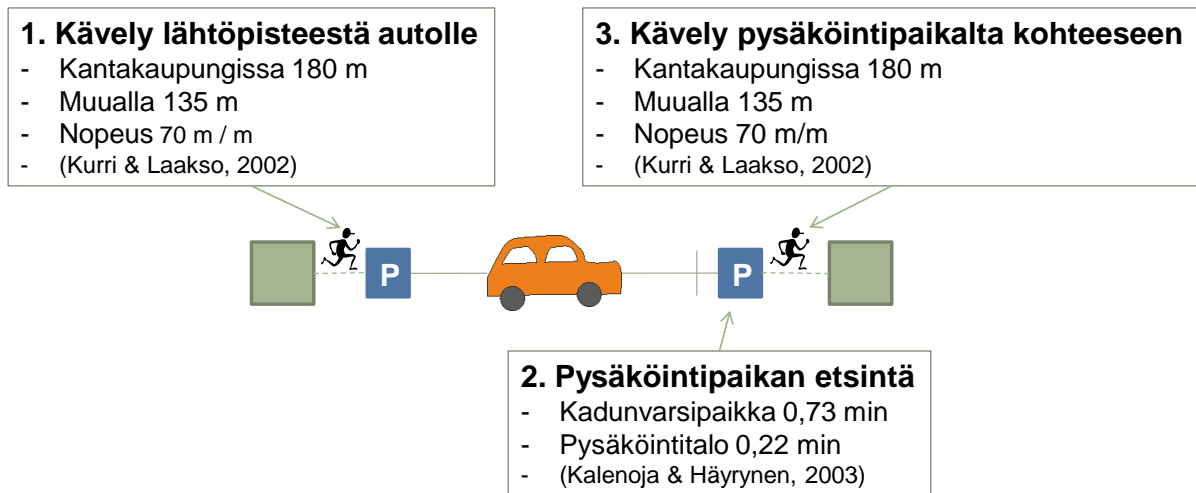 1. Kävely lähtöpisteestä autolle
- Kantakaupungissa 180 m
- Muualla 135 m
- Nopeus 70 m / m
- (Kurri & Laakso, 2002)
3. Kävely pysäköintipaikalta kohteeseen
- Kantakaupungissa 180 m
- Muualla 135 m
- Nopeus 70 m/m
- (Kurri & Laakso, 2002)
P
P
2. Pysäköintipaikan etsintä
- Kadunvarsipaikka 0,73 min
- Pysäköintitalo 0,22 min
- (Kalenoja & Häyrynen, 2003)